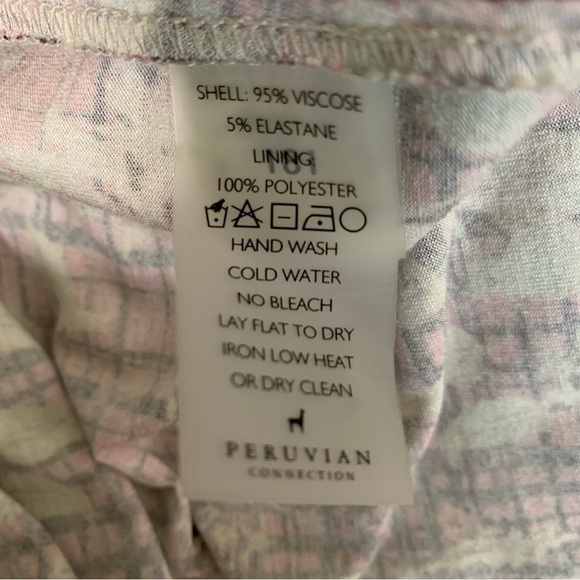 SHELL: 95% VISCOSE
5% ELASTANE
LINING:
100% POLYESTER
HAND WASH
COLD WATER
NO BLEACH
LAY FLAT TO DRY
IRON LOW HEAT
OR DRY CLEAN
PERUVIAN
CONNECTION